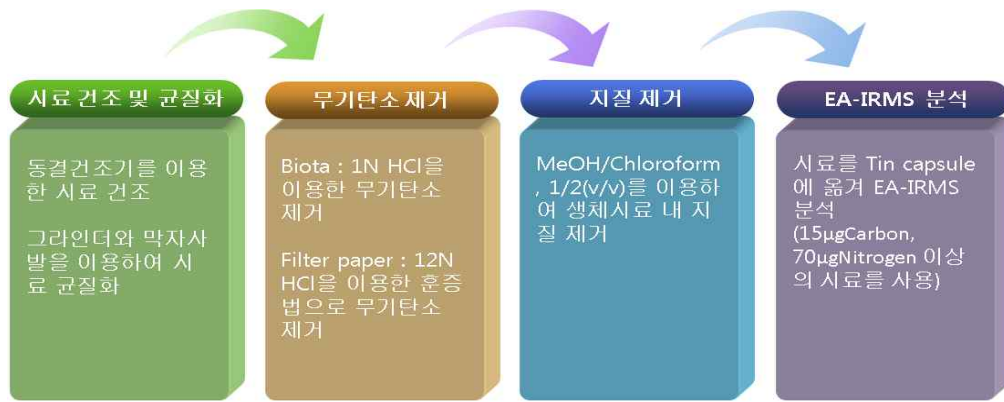 시료 건조 및 균질화
동결건조기를 이용
한 시료 건조
그라인더와 막자사
발을 이용하여 시
료 균질화
무기탄소 제거
Biota : 1N HCl을
이용한 무기탄소
제거
Filter paper : 12N
HCl을 이용한 훈증
법으로 무기탄소
제거
지질 제거
MeOH/Chloroform
, 1/2(v/v)를 이용하
여 생체시료 내 지
질 제거
EA-IRMS 분석
시료를 Tin capsule
에 옮겨 EA-IRMS
분석
(15μgCarbon,
70μgNitrogen 이상
의 시료를 사용)